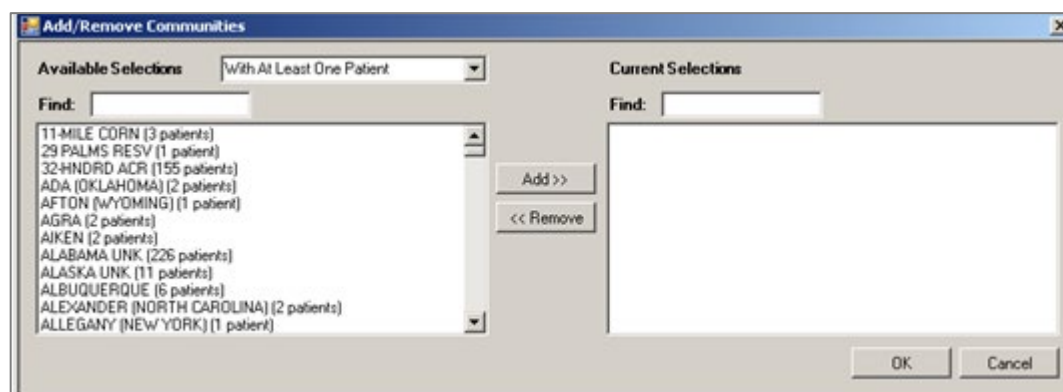 Add/Remove Communities
Available Selections
With At Least One Patient
Current Selections
Find:
Find:
11-MILE CORN (3 patients)
29 PALMS RESV (1 patient)
32-HNDRD ACR (155 patients)
ADA (OKLAHOMA) (2 patients)
AFTON (WYOMING) (1 patient)
AGRA (2 patients)
AIKEN (2 patients)
ALABAMA UNK (226 patients)
ALASKA UNK (11 patients)
ALBUQUERQUE (6 patients)
ALEXANDER (NORTH CAROLINA) (2 patients)
ALLEGANY (NEW YORK) (1 patient)
Add >>
<< Remove
OK
Cancel